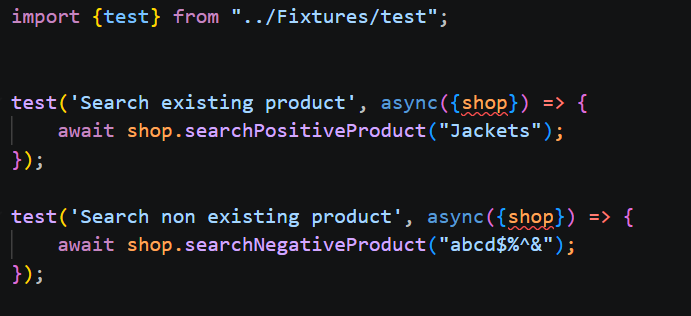 import {test} from "../Fixtures/test";
test('Search existing product', async({shop}) => {
await shop.searchPositiveProduct("Jackets");
});
test('Search non existing product', async({shop}) => {
await shop.searchNegativeProduct("abcd$%^&");
});